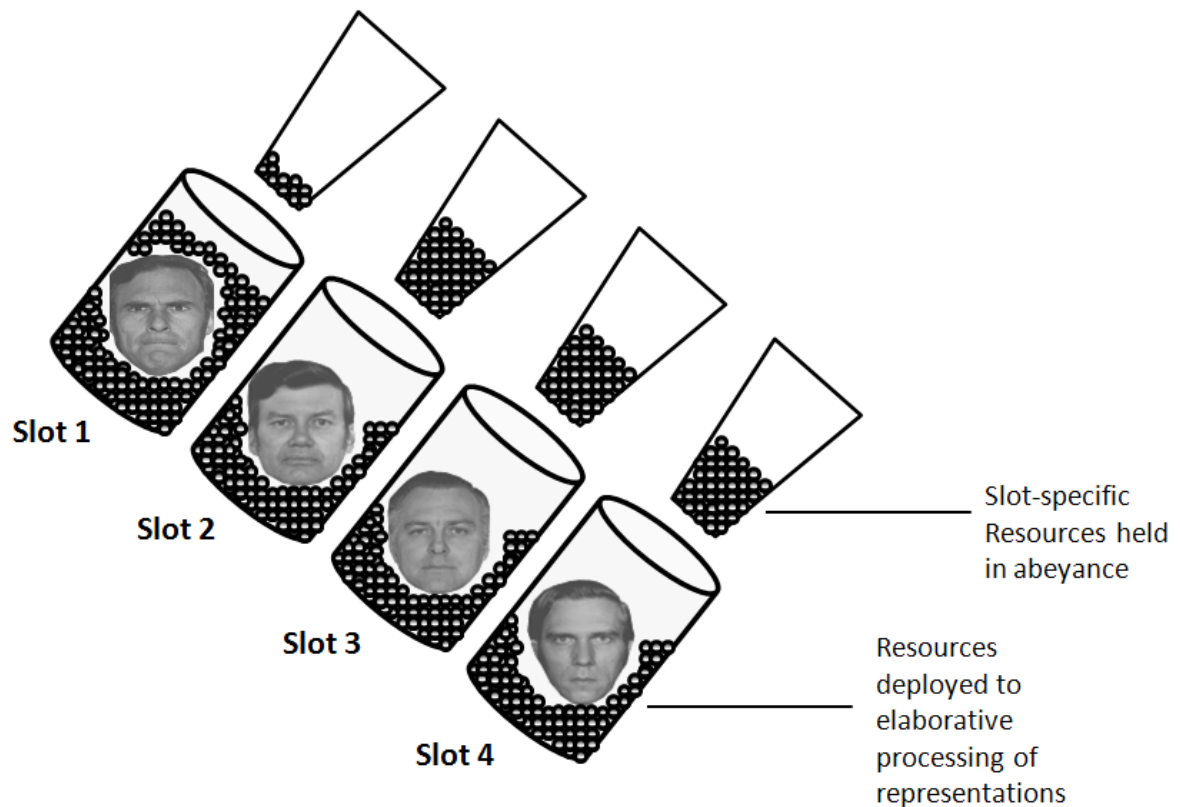 Slot 1
Slot 2
Slot 3
Slot 4
Slot-specific
Resources held
in abeyance
Resources
deployed to
elaborative
processing of
representations